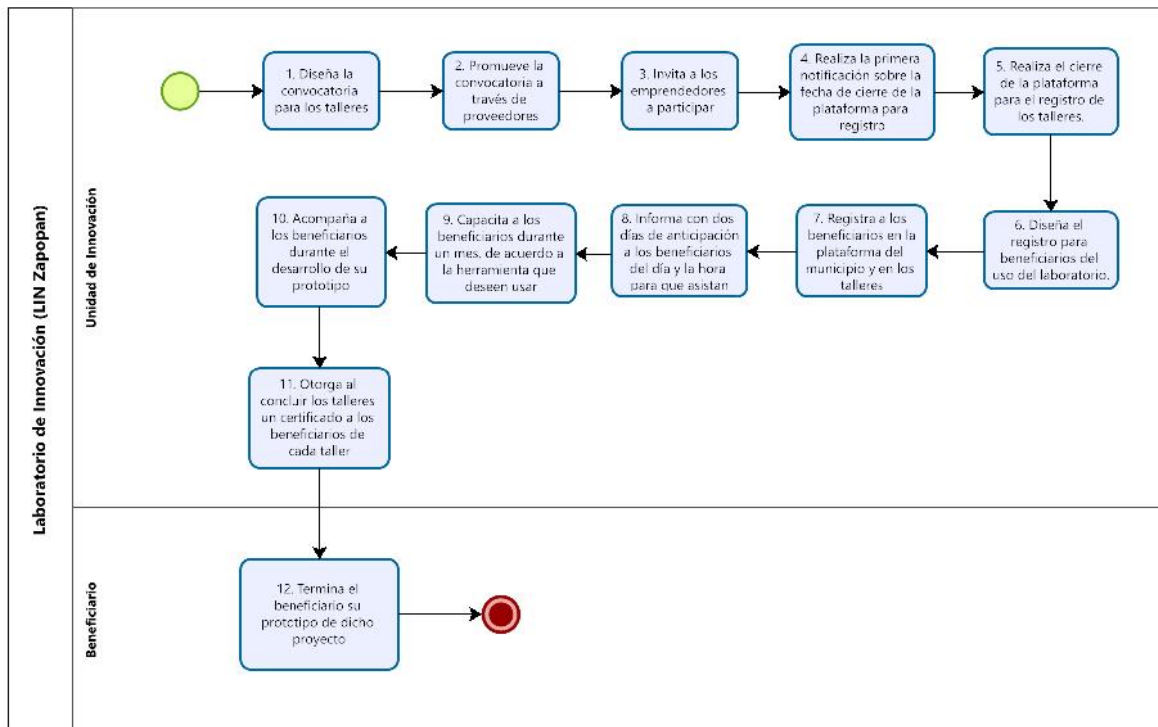 Laboratorio de Innovación (LIN Zapopan)
Unidad de Innovación
1. Diseña la
convocatoria
para los talleres
2. Promueve la
convocatoria a
través de
proveedores
3. Invita a los
emprendedores
a participar
4. Realiza la primera
notificación sobre la
fecha de cierre de la
plataforma para
registro
5. Realiza el cierre
de la plataforma
para el registro de
los talleres.
6. Diseña el
registro para
beneficiarios del
uso del laboratorio.
7. Registra a los
beneficiarios en la
plataforma del
municipio y en los
talleres
8. Informa con dos
días de anticipación
a los beneficiarios
del día y la hora
para que asistan
9. Capacita a los
beneficiarios durante
un mes, de acuerdo a
la herramienta que
deseen usar
10. Acompaña a
los beneficiarios
durante el
desarrollo de su
prototipo
11. Otorga al
concluir los talleres
un certificado a los
beneficiarios de
cada taller
Beneficiario
12. Termina el
beneficiario su
prototipo de dicho
proyecto